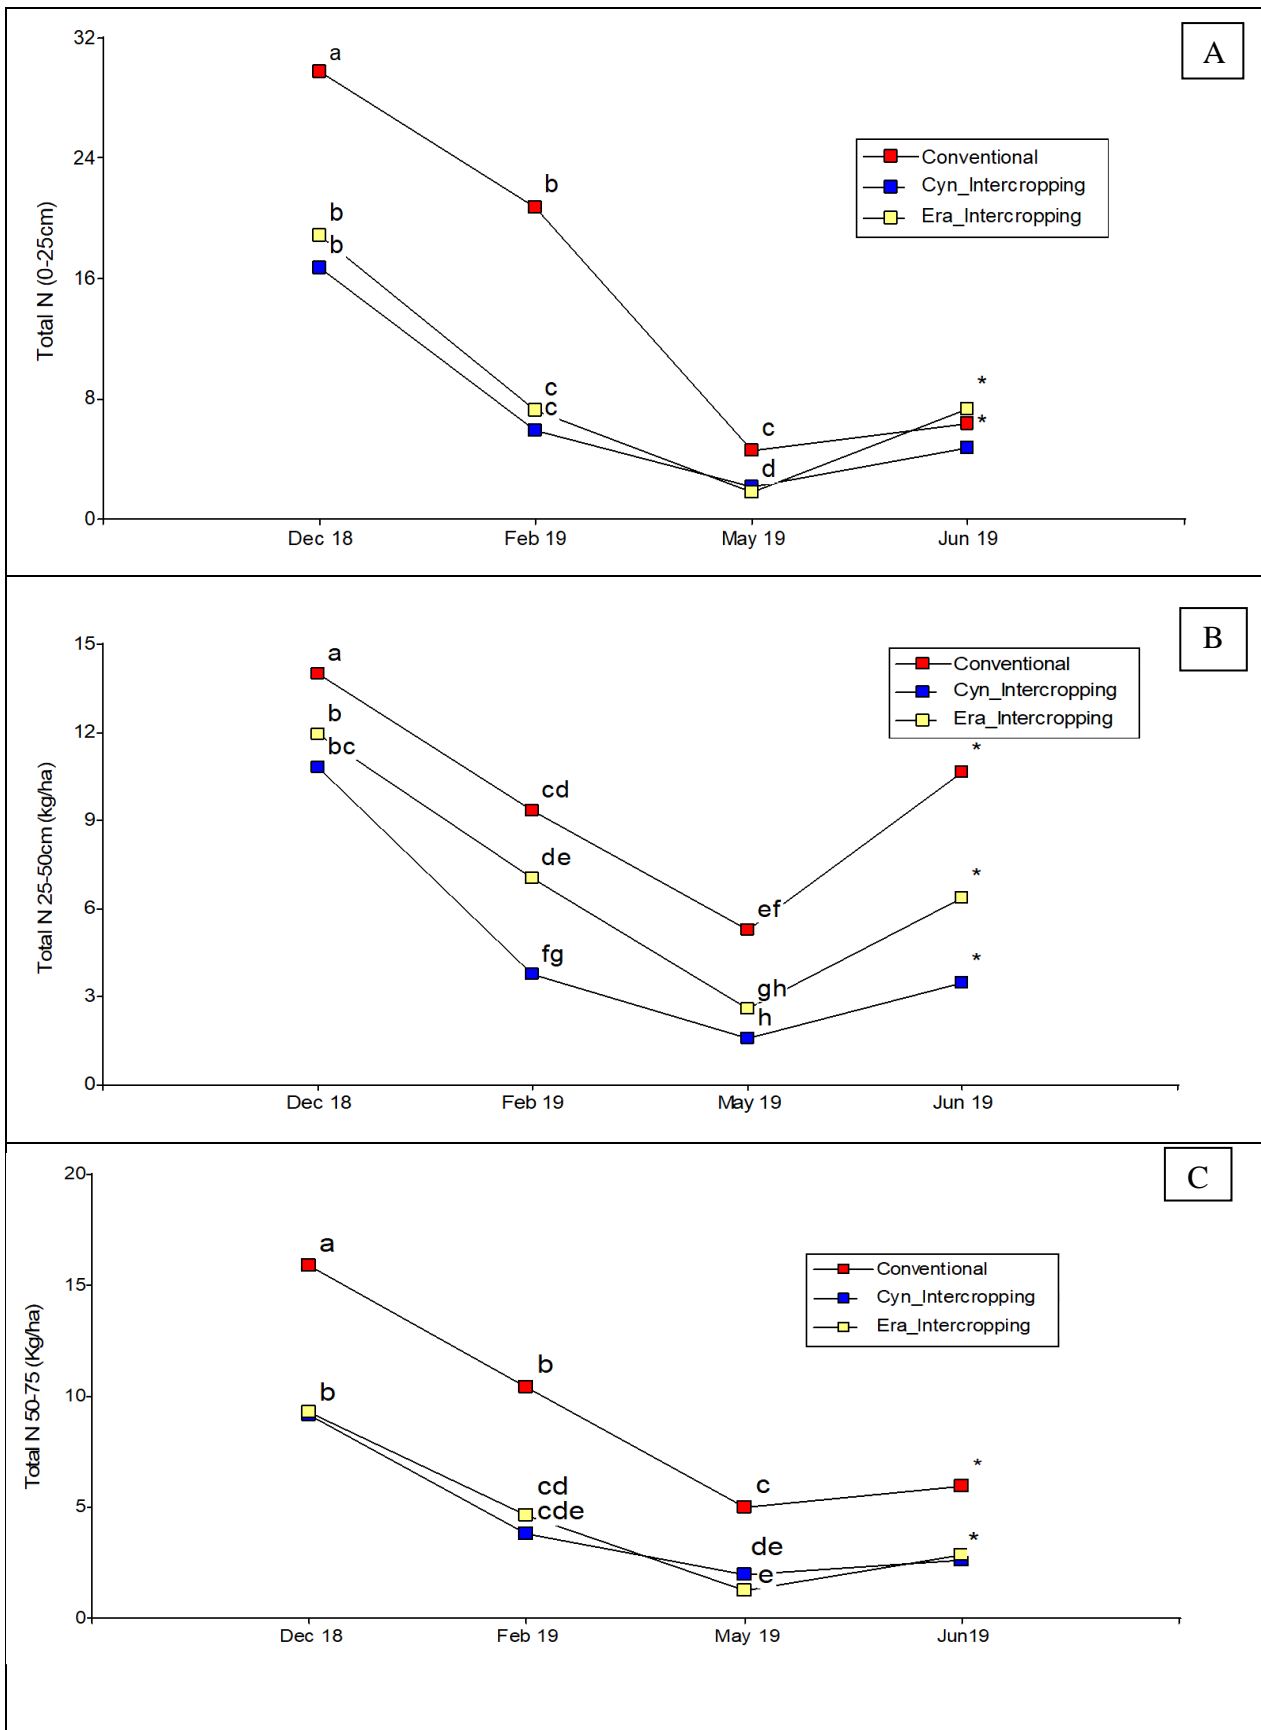 A
32
24
16
8
0
Total N (0-25cm)
a
b
b
b
c
c
c
d
*
*
Conventional
Cyn_Intercropping
Era_Intercropping
Dec 18 Feb 19 May 19 Jun 19
B
15
12
9
6
3
0
Total N 25-50cm (kg/ha)
a
b
bc
cd
de
fg
ef
gh
h
*
*
*
Conventional
Cyn_Intercropping
Era_Intercropping
Dec 18 Feb 19 May 19 Jun 19
C
20
15
10
5
0
Total N 50-75 (Kg/ha)
a
b
b
cd
cde
c
de
e
*
*
Conventional
Cyn_Intercropping
Era_Intercropping
Dec 18 Feb 19 May 19 Jun19